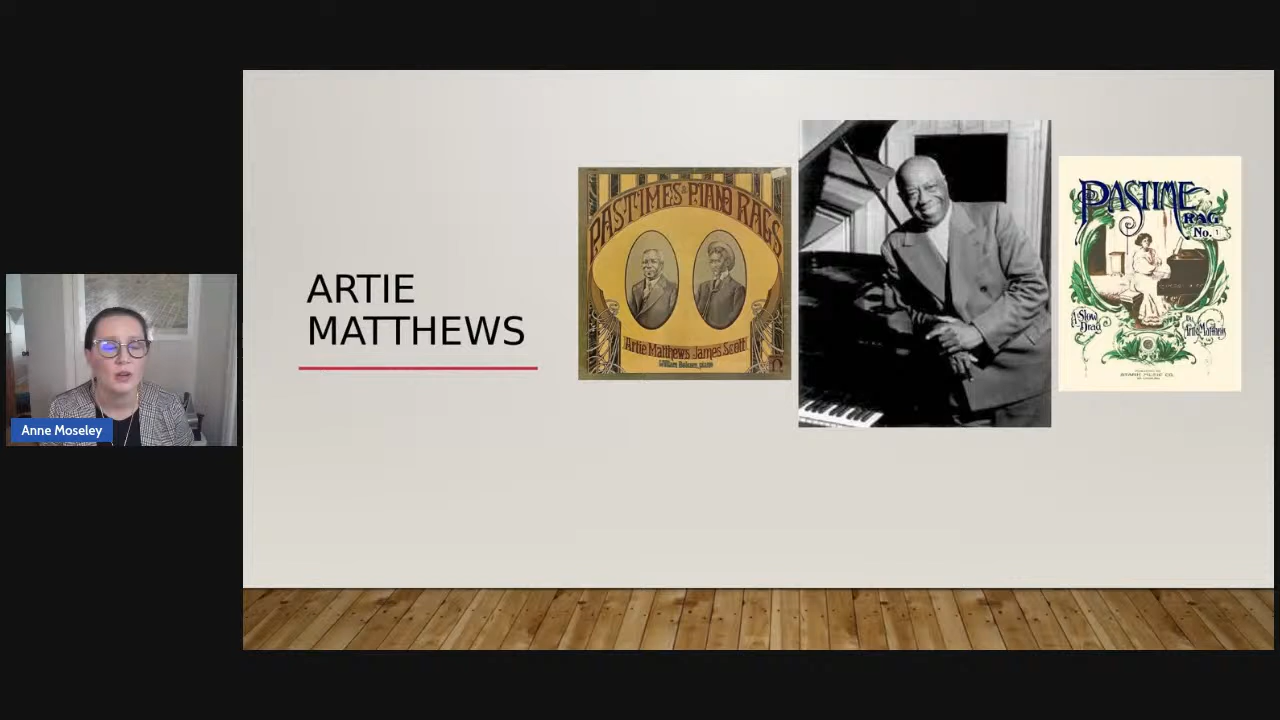 Anne Moseley
ARTIE
MATTHEWS
PASTIMES & PIANO RAGS
Artie Matthews James Scott
William Bolcom, piano
PASTIME
RAG
No. 1
A Slow
Drag
By
Artie Matthews
STARK MUSIC CO.